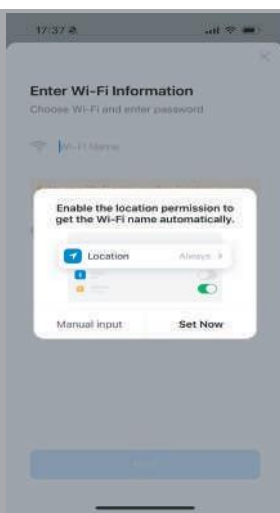 17:37
Enter Wi-Fi Information
Choose Wi-Fi and enter password
Wi-Fi Name
Enable the location permission to
get the Wi-Fi name automatically.
Location Always >
Manual input Set Now